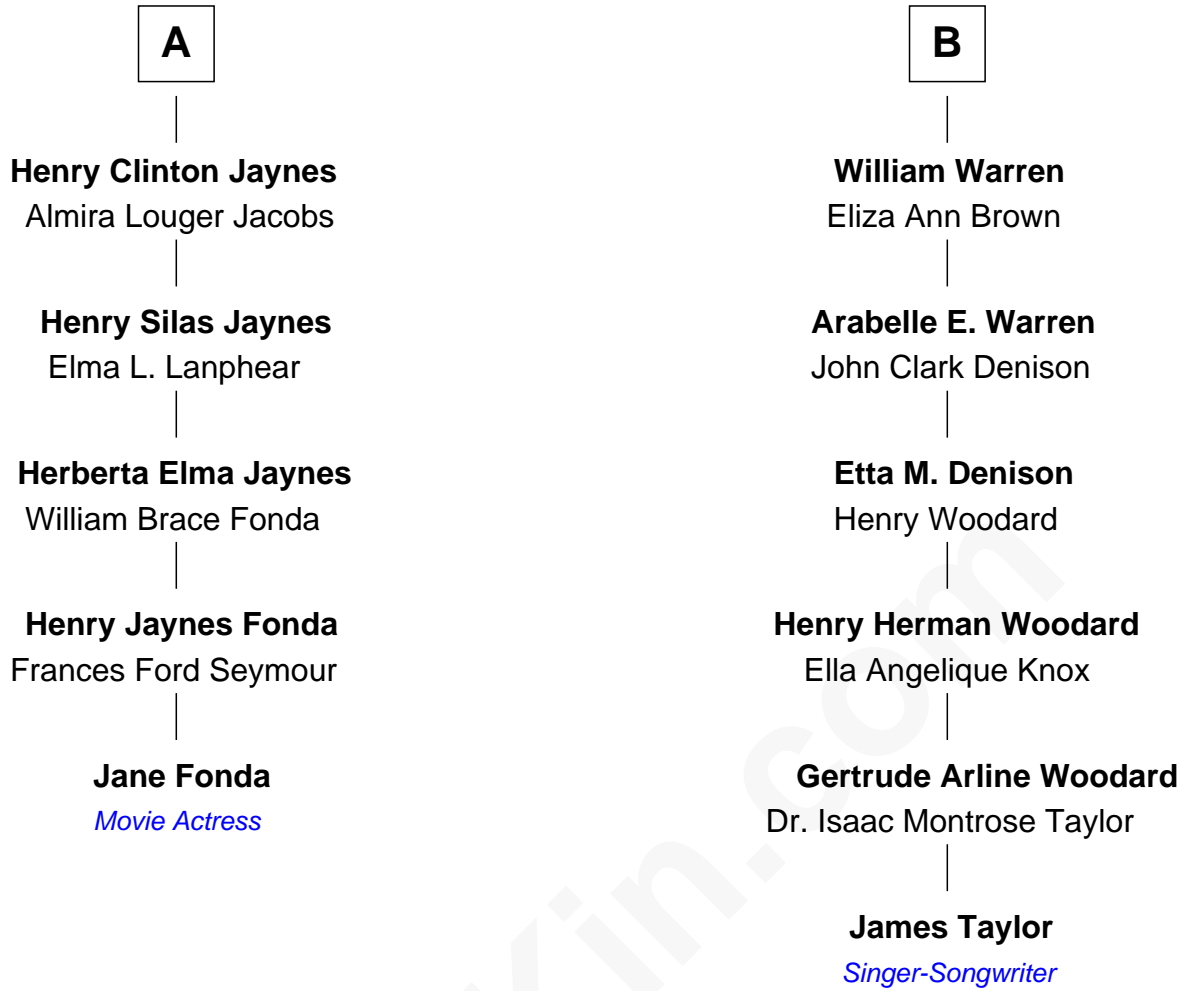 A
Henry Clinton Jaynes
Almira Louger Jacobs
Henry Silas Jaynes
Elma L. Lanphear
Herberta Elma Jaynes
William Brace Fonda
Henry Jaynes Fonda
Frances Ford Seymour
Jane Fonda
Movie Actress
B
William Warren
Eliza Ann Brown
Arabelle E. Warren
John Clark Denison
Etta M. Denison
Henry Woodard
Henry Herman Woodard
Ella Angelique Knox
Gertrude Arline Woodard
Dr. Isaac Montrose Taylor
James Taylor
Singer-Songwriter